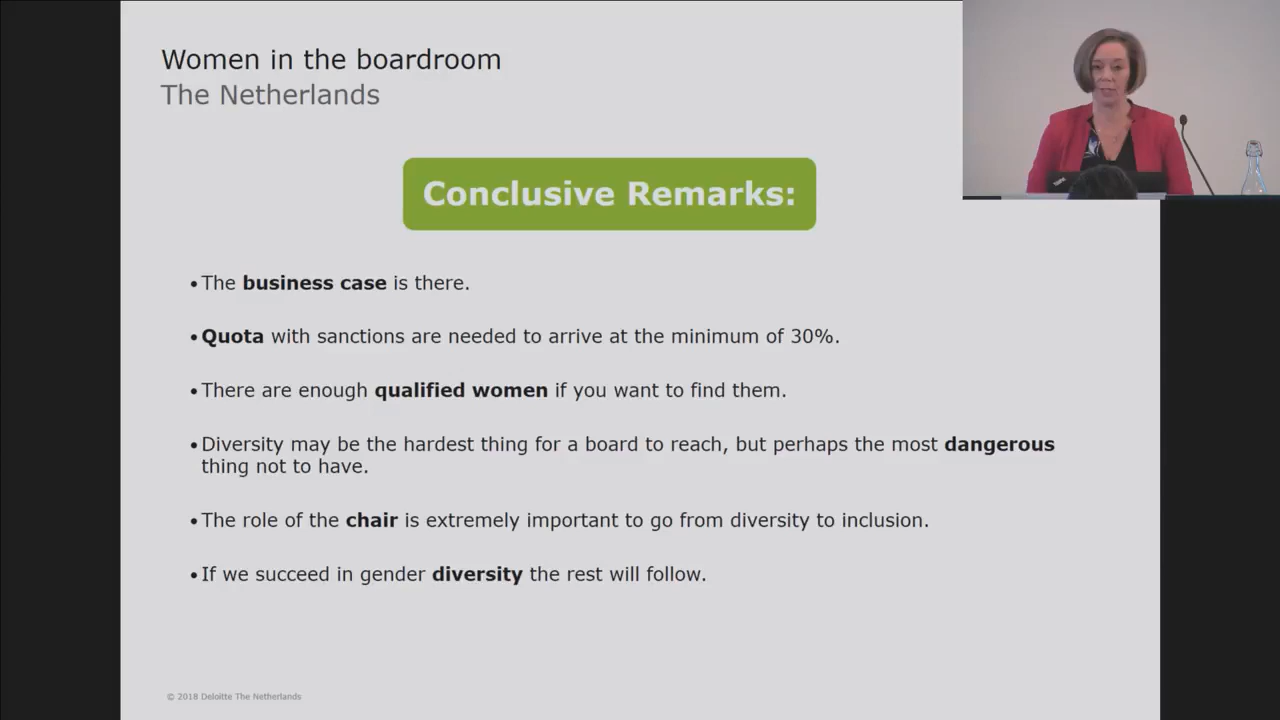 Women in the boardroom
The Netherlands
Conclusive Remarks:
• The business case is there.
• Quota with sanctions are needed to arrive at the minimum of 30%.
• There are enough qualified women if you want to find them.
• Diversity may be the hardest thing for a board to reach, but perhaps the most dangerous
thing not to have.
• The role of the chair is extremely important to go from diversity to inclusion.
• If we succeed in gender diversity the rest will follow.
© 2018 Deloitte The Netherlands